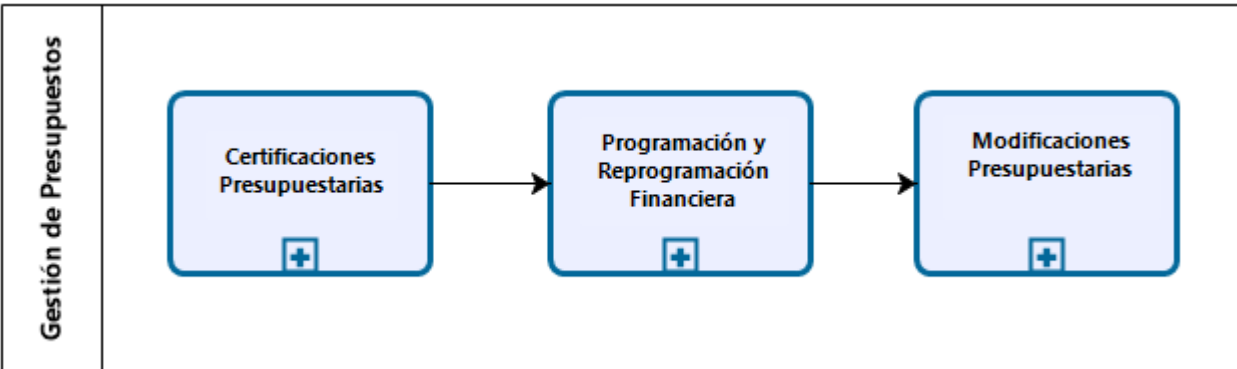 Gestión de Presupuestos
Certificaciones
Presupuestarias
Programación y
Reprogramación
Financiera
Modificaciones
Presupuestarias